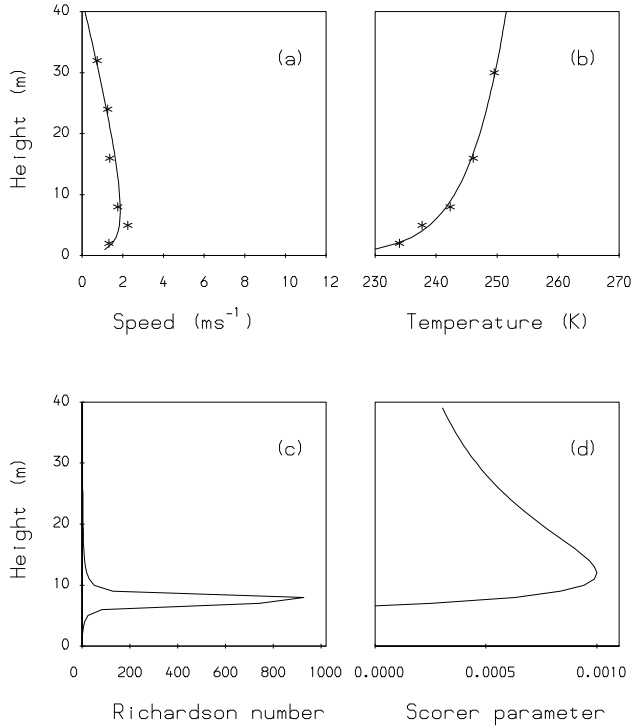 40
30
20
10
0
Height (m)
(a)
0 2 4 6 8 10 12
Speed (ms⁻¹)
(b)
230 240 250 260 270
Temperature (K)
40
30
20
10
0
Height (m)
(c)
0 200 400 600 800 1000
Richardson number
(d)
0.0000 0.0005 0.0010
Scorer parameter